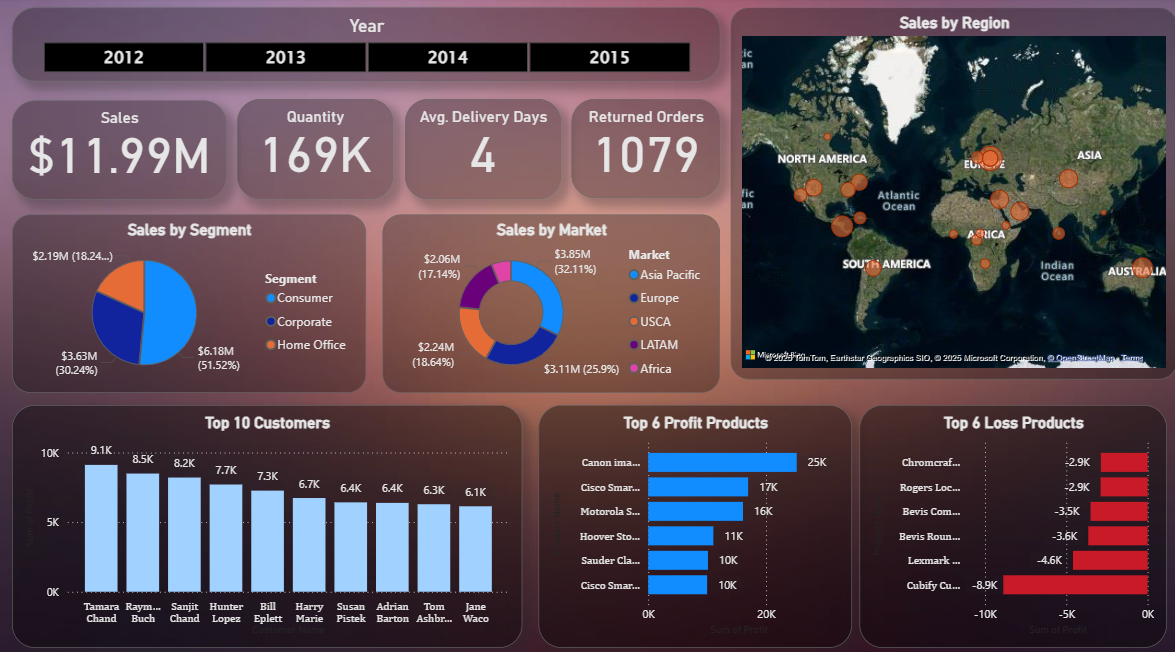 Year
2012
2013
2014
2015
Sales
$11.99M
Quantity
169K
Avg. Delivery Days
4
Returned Orders
1079
Sales by Region
NORTH AMERICA
EUROPE
ASIA
Atlantic
Ocean
AFRICA
SOUTH AMERICA
Indian
Ocean
AUSTRALIA
© 2025 TomTom, Earthstar Geographics SIO, © 2025 Microsoft Corporation, © OpenStreetMap Terms
Sales by Segment
$2.19M (18.24...)
$3.63M
(30.24%)
$6.18M
(51.52%)
Segment
Consumer
Corporate
Home Office
Sales by Market
$2.06M
(17.14%)
$3.85M
(32.11%)
$2.24M
(18.64%)
$3.11M (25.9%)
Market
Asia Pacific
Europe
USCA
LATAM
Africa
Top 10 Customers
10K
5K
0K
9.1K
8.5K
8.2K
7.7K
7.3K
6.7K
6.4K
6.4K
6.3K
6.1K
Tamara
Chand
Raym...
Buch
Sanjit
Chand
Hunter
Lopez
Bill
Eplett
Harry
Marie
Susan
Pistek
Adrian
Barton
Tom
Ashbr...
Jane
Waco
Customer Name
Top 6 Profit Products
Canon ima... 25K
Cisco Smar... 17K
Motorola S... 16K
Hoover Sto... 11K
Sauder Cla... 10K
Cisco Smar... 10K
0K 20K
Sum of Profit
Top 6 Loss Products
Chromcraf... -2.9K
Rogers Loc... -2.9K
Bevis Com... -3.5K
Bevis Roun... -3.6K
Lexmark ... -4.6K
Cubify Cu... -8.9K
-10K -5K 0K
Sum of Profit